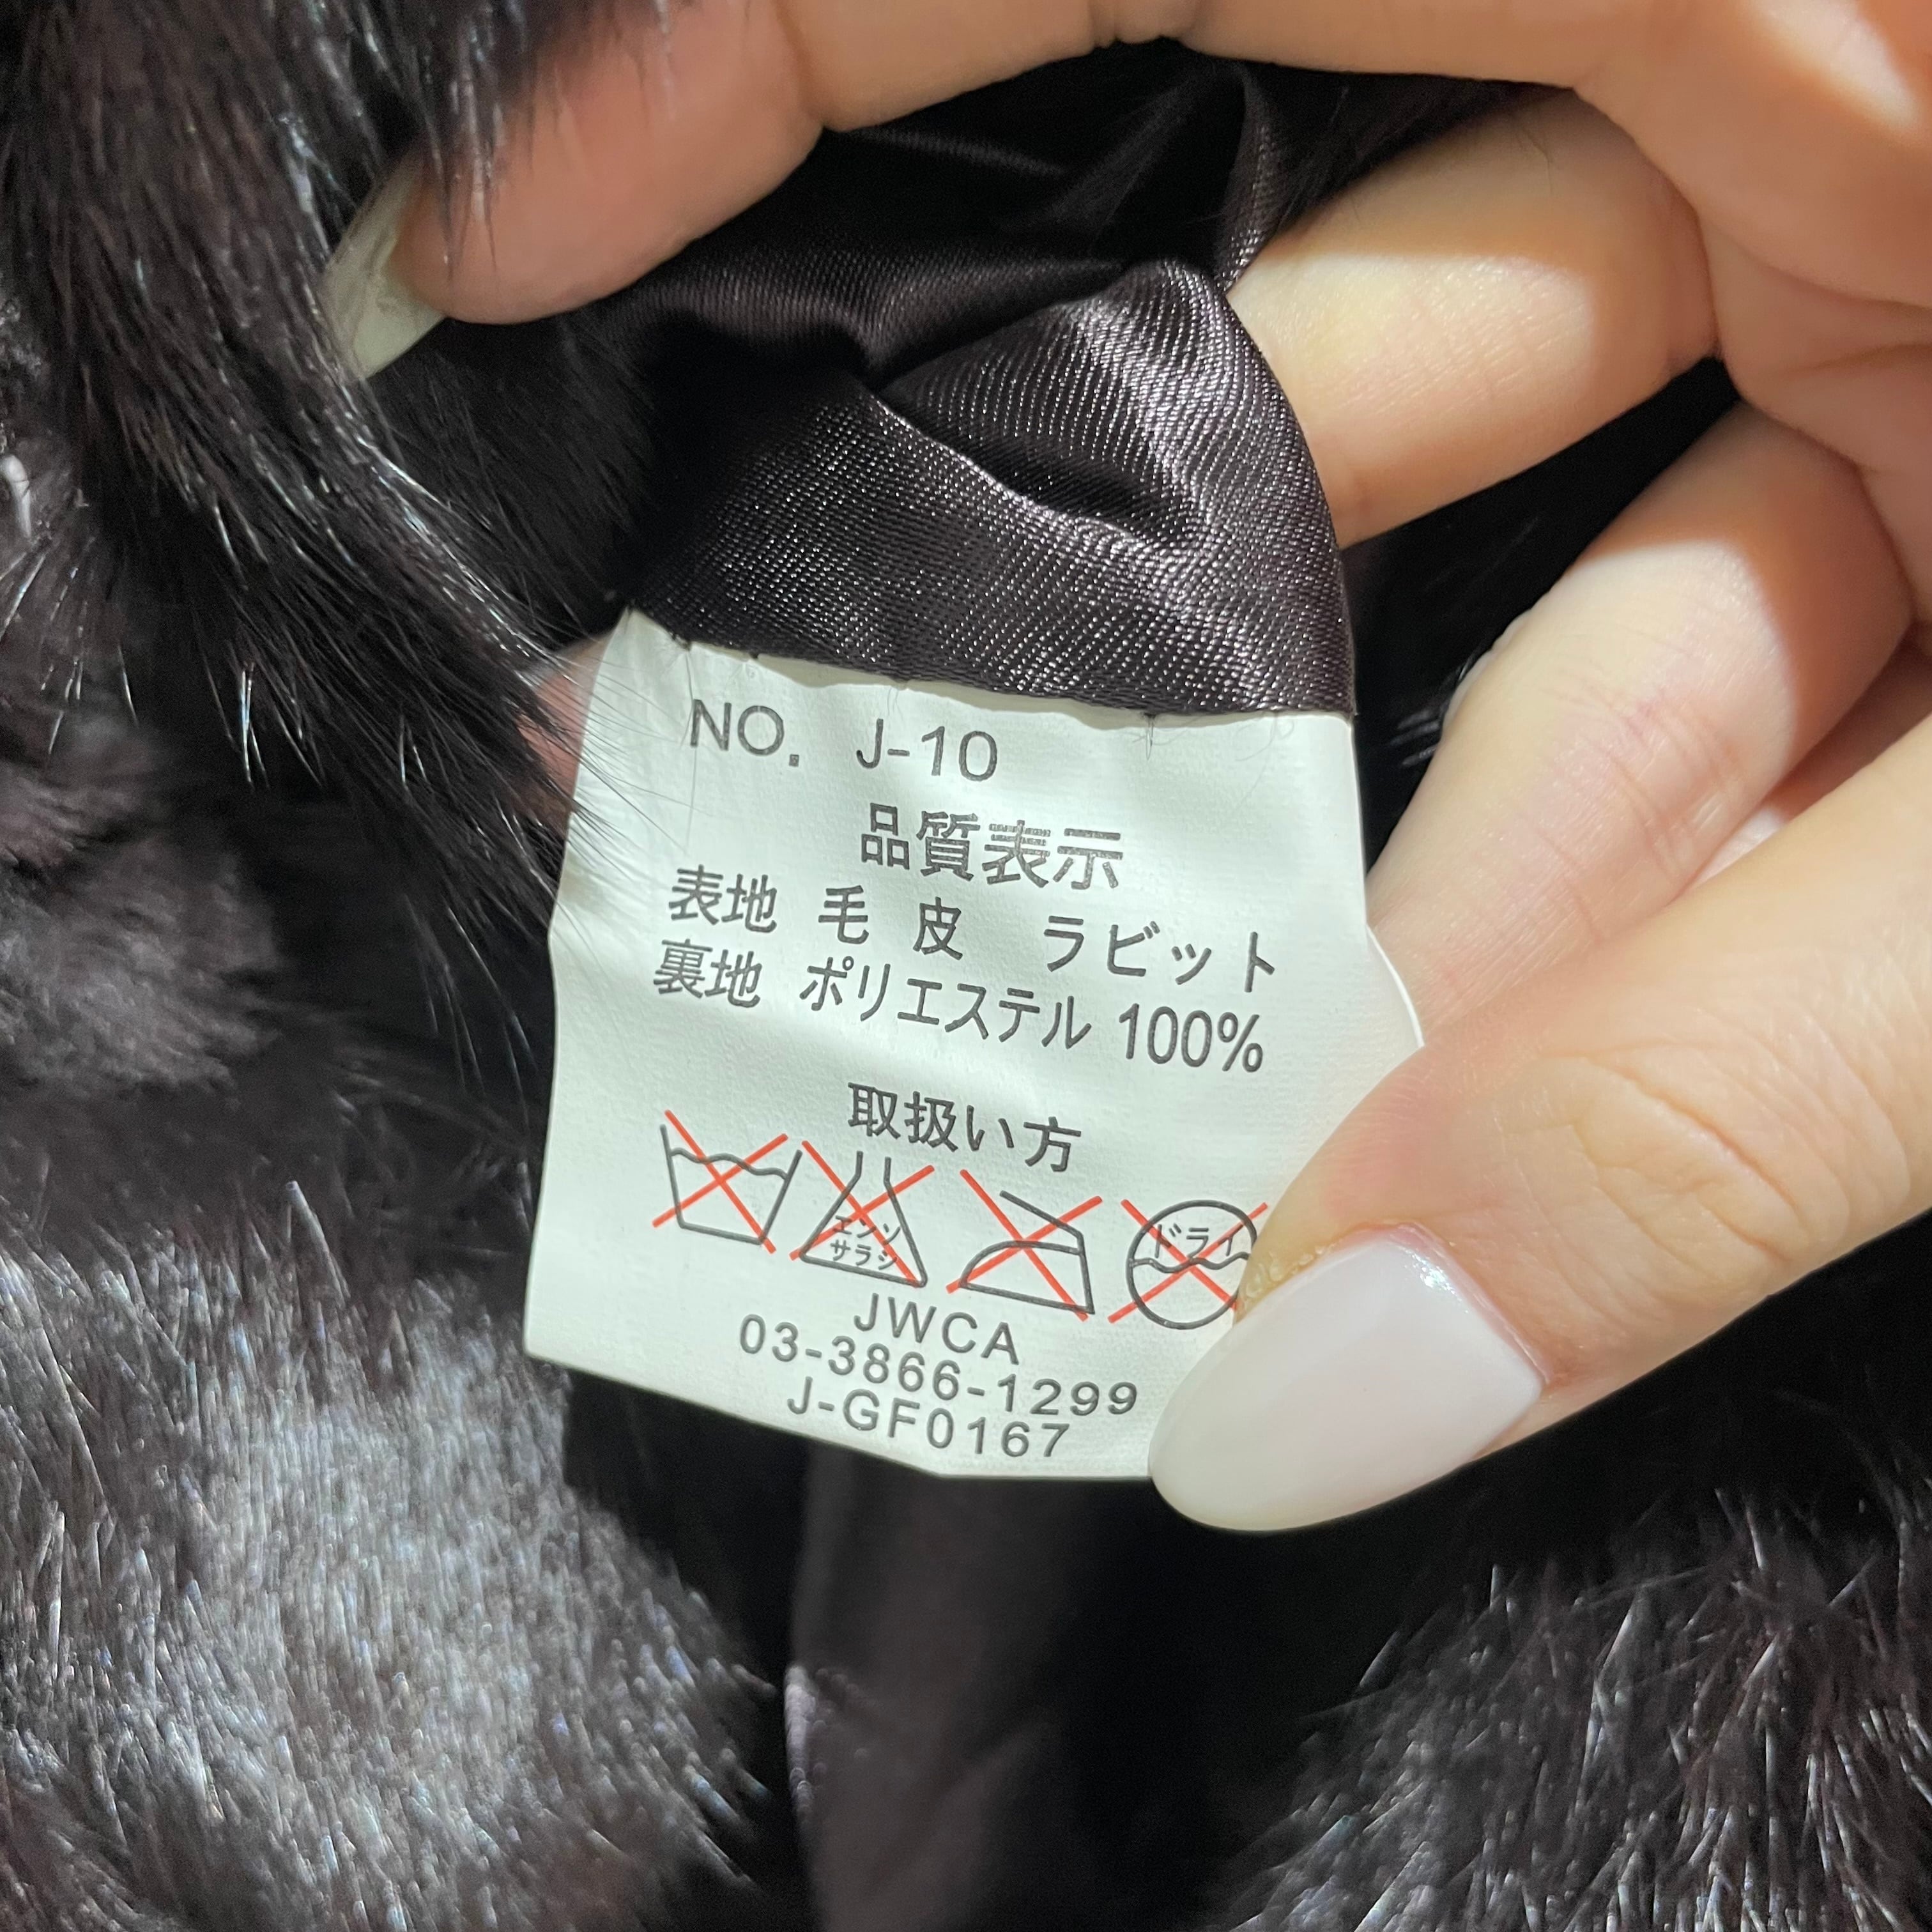 NO. J-10
品質表示
表地 毛 皮 ラビット
裏地 ポリエステル 100%
取扱い方
エンソ
サラシ
ドライ
JWCA
03-3866-1299
J-GF0167